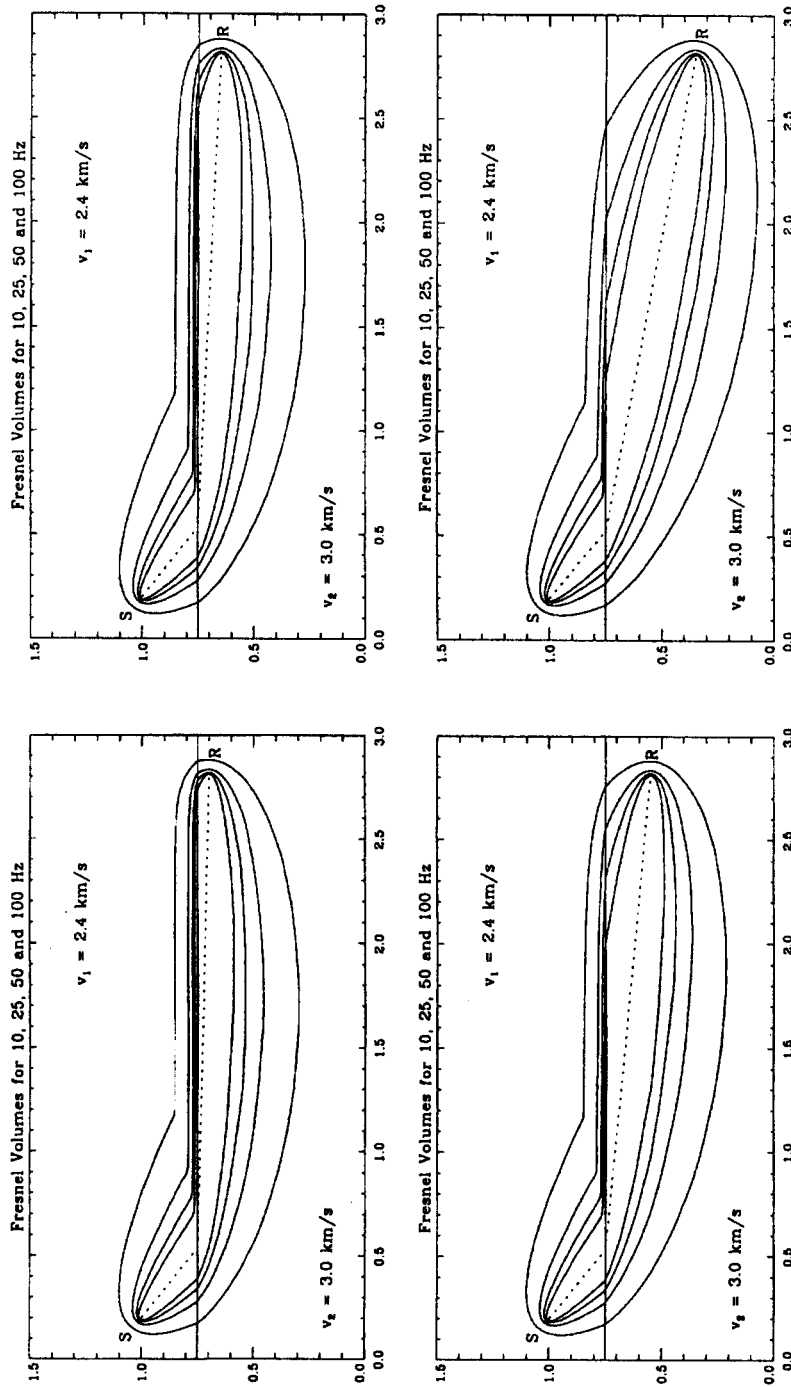 Fresnel Volumes for 10, 25, 50 and 100 Hz
1.5
1.0
0.5
0.0
S
R
v₁ = 2.4 km/s
v₂ = 3.0 km/s
0.0 0.5 1.0 1.5 2.0 2.5 3.0
Fresnel Volumes for 10, 25, 50 and 100 Hz
1.5
1.0
0.5
0.0
S
R
v₁ = 2.4 km/s
v₂ = 3.0 km/s
0.0 0.5 1.0 1.5 2.0 2.5 3.0
Fresnel Volumes for 10, 25, 50 and 100 Hz
1.5
1.0
0.5
0.0
S
R
v₁ = 2.4 km/s
v₂ = 3.0 km/s
0.0 0.5 1.0 1.5 2.0 2.5 3.0
Fresnel Volumes for 10, 25, 50 and 100 Hz
1.5
1.0
0.5
0.0
S
R
v₁ = 2.4 km/s
v₂ = 3.0 km/s
0.0 0.5 1.0 1.5 2.0 2.5 3.0